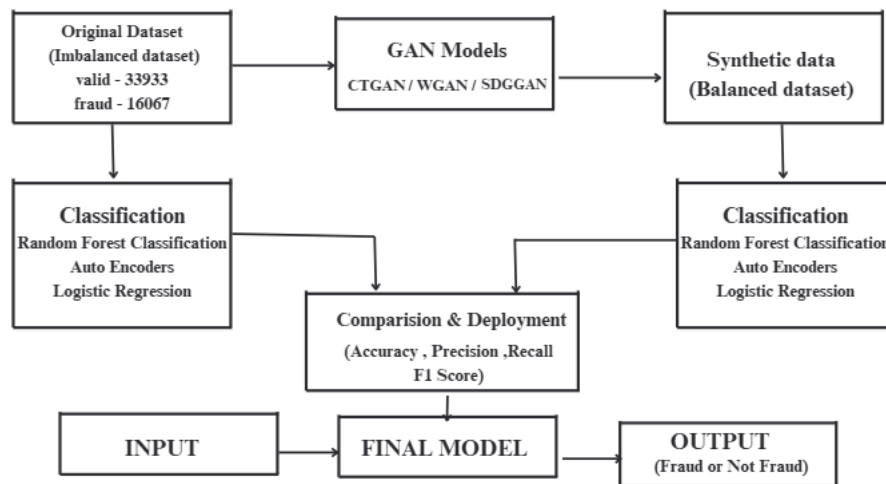 Original Dataset
(Imbalanced dataset)
valid - 33933
fraud - 16067
GAN Models
CTGAN / WGAN / SDGGAN
Synthetic data
(Balanced dataset)
Classification
Random Forest Classification
Auto Encoders
Logistic Regression
Classification
Random Forest Classification
Auto Encoders
Logistic Regression
Comparision & Deployment
(Accuracy , Precision ,Recall
F1 Score)
INPUT
FINAL MODEL
OUTPUT
(Fraud or Not Fraud)